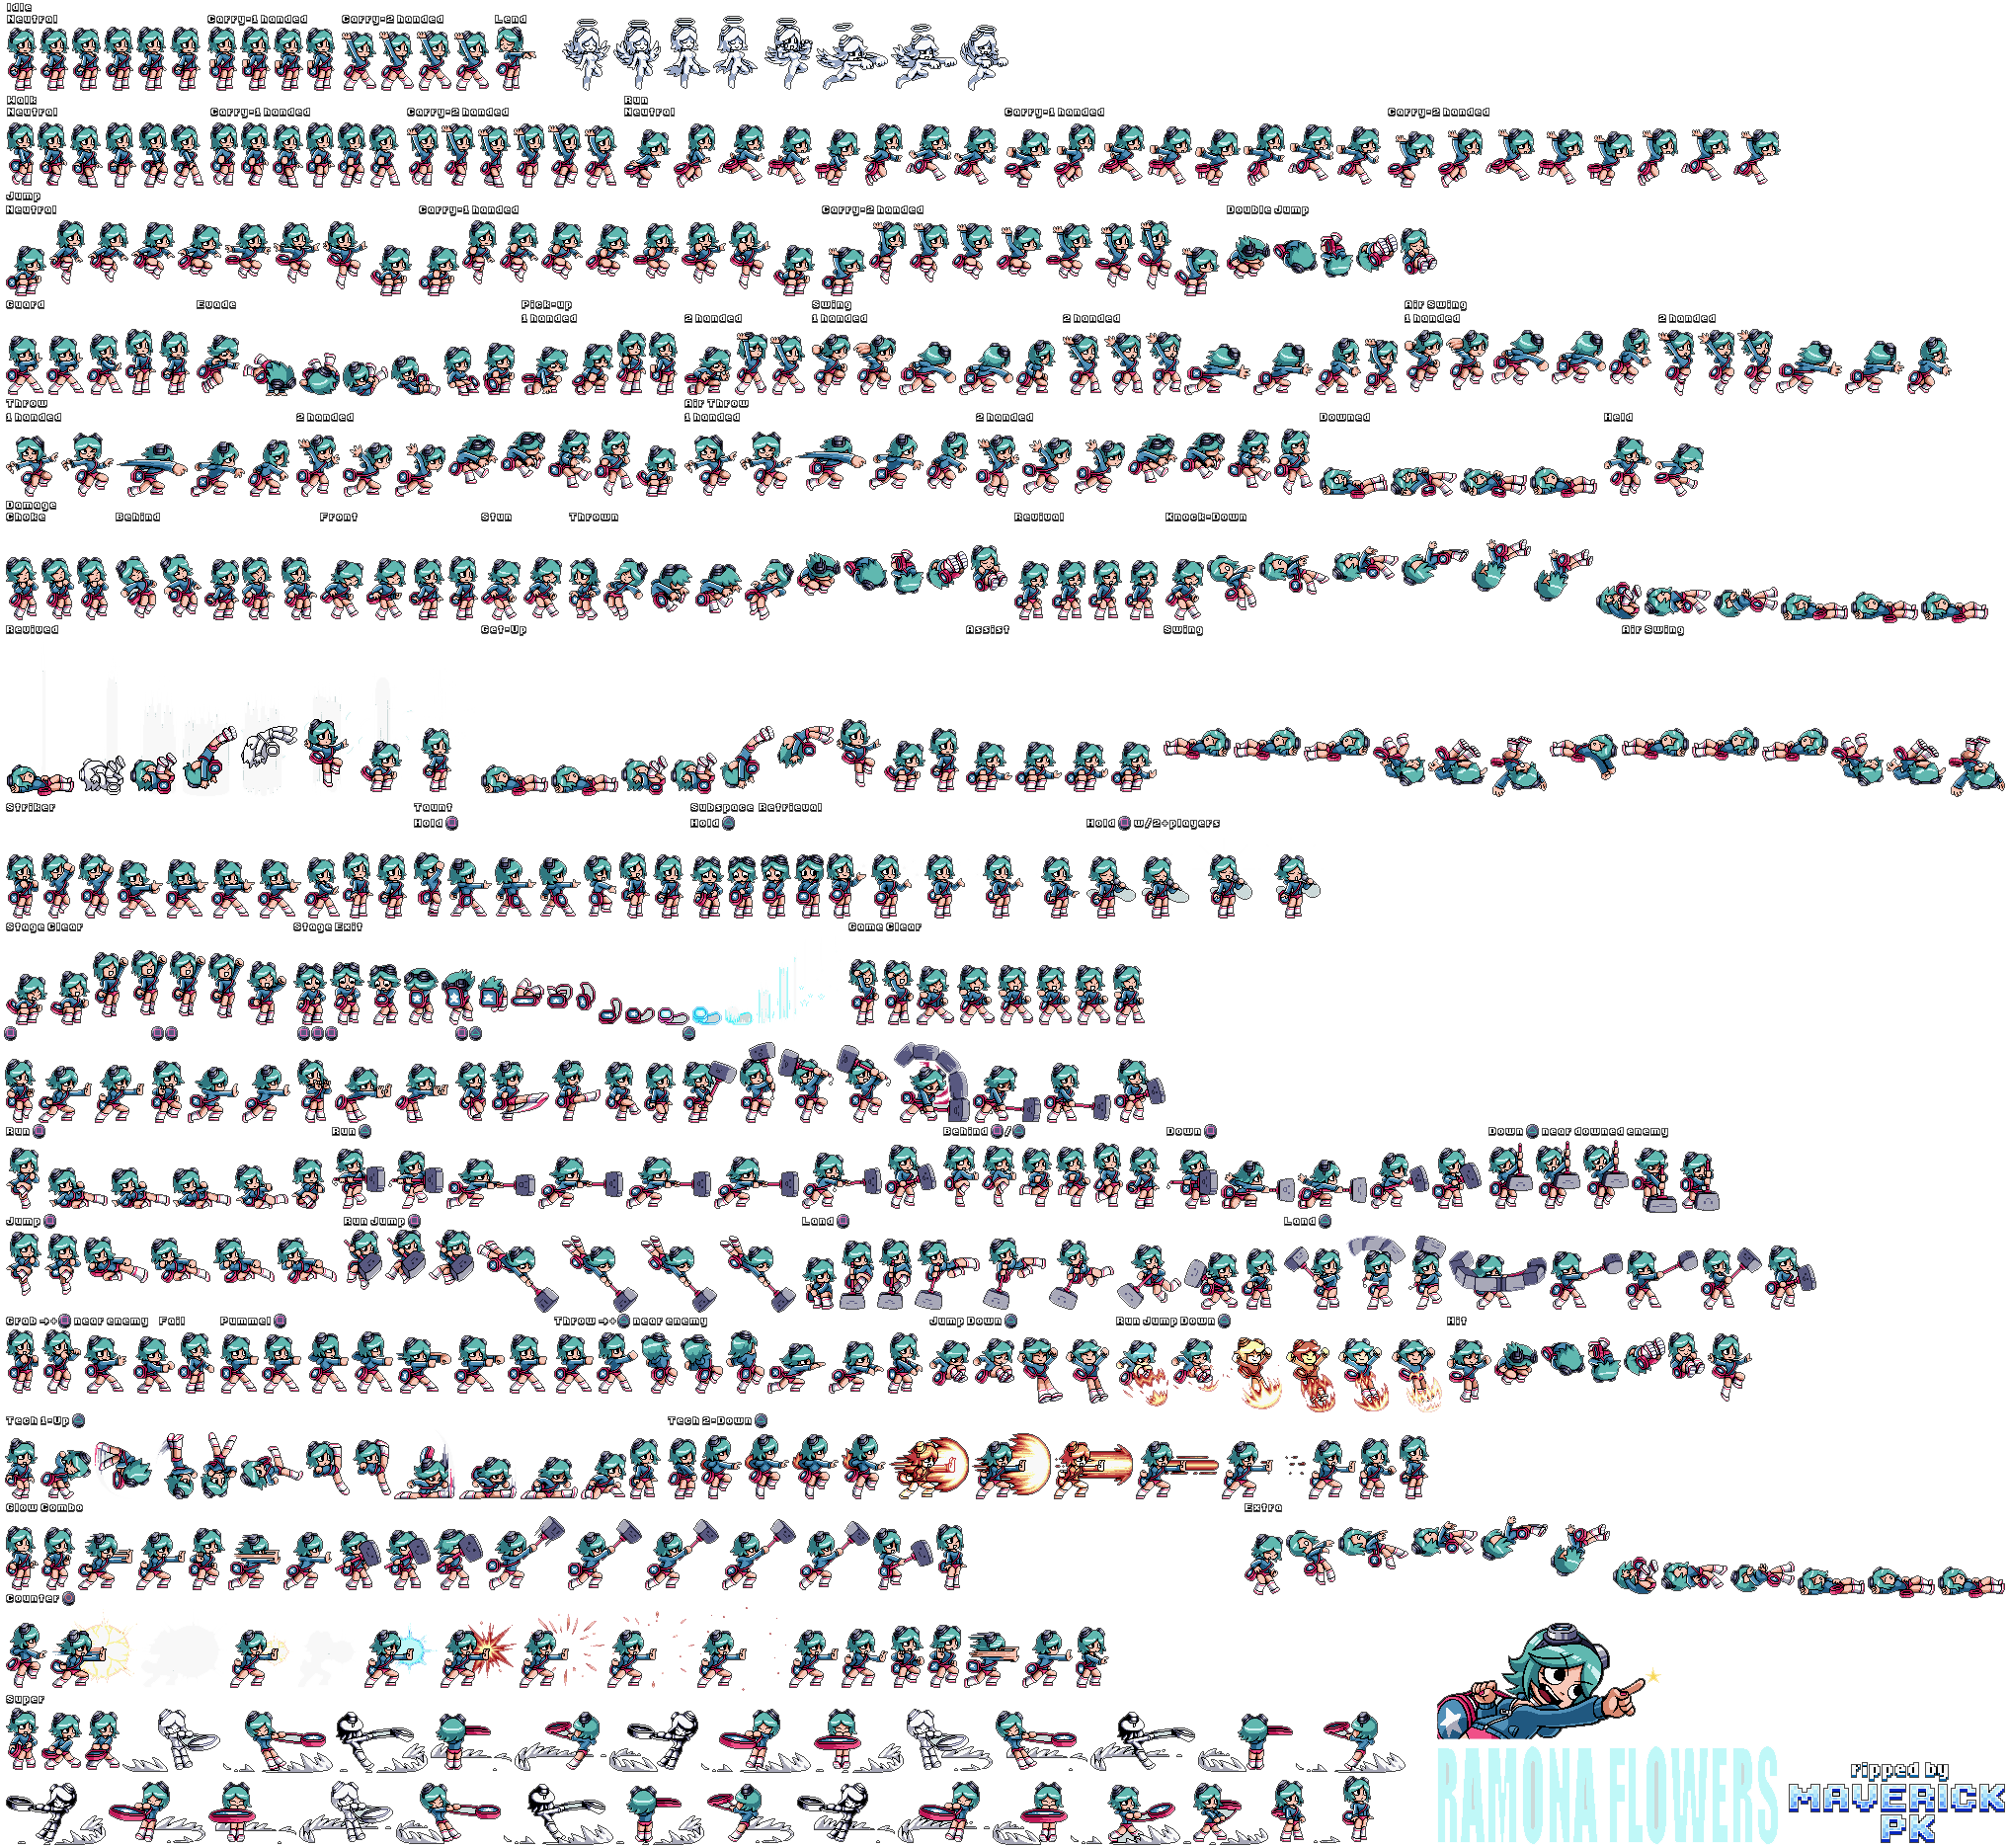 Idle
Neutral Carry-1 handed Carry-2 handed Lend
Walk Run
Neutral Carry-1 handed Carry-2 handed Neutral Carry-1 handed Carry-2 handed
Jump
Neutral Carry-1 handed Carry-2 handed Double Jump
Guard Evade Pick-up Swing Air Swing
1 handed 2 handed 1 handed 2 handed 1 handed 2 handed
Throw Air Throw
1 handed 2 handed 1 handed 2 handed Downed Held
Damage
Choke Behind Front Stun Thrown Revival Knock-Down
Revived Get-Up Assist Swing Air Swing
Striker Taunt Subspace Retrieval
Hold Hold Hold w/2+players
Stage Clear Stage Exit Game Clear
Run Run Behind / Down Down near downed enemy
Jump Run Jump Land Land
Grab →+ near enemy Fail Pummel Throw →+ near enemy Jump Down Run Jump Down Hit
Tech 1-Up Tech 2-Down
Glow Combo Extra
Counter
Super
RAMONA FLOWERS
ripped by
MAVERICK
PK